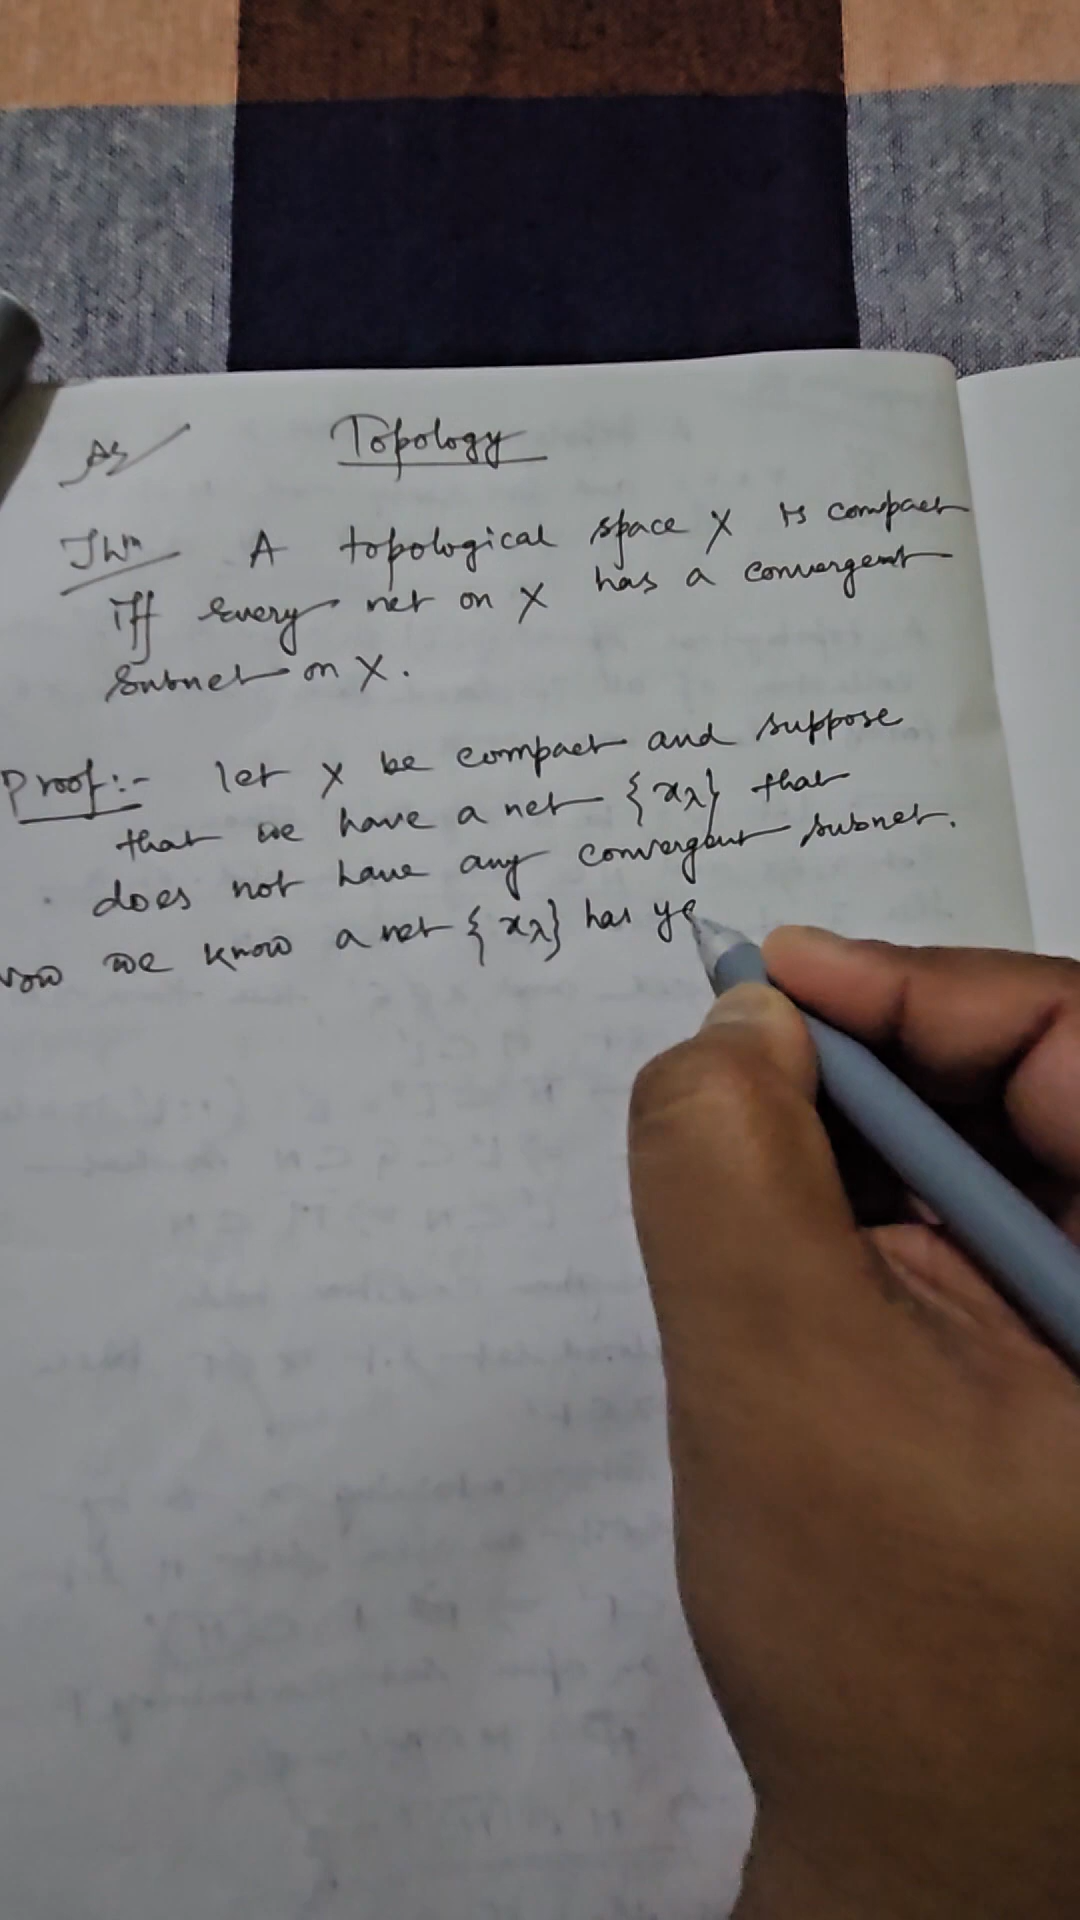 Topology
Thm A topological space X is compact
iff every net on X has a convergent
subnet on X.
Proof:- let X be compact and suppose
that we have a net {xλ} that
does not have any convergent subnet.
Now we know a net {xλ} has ye